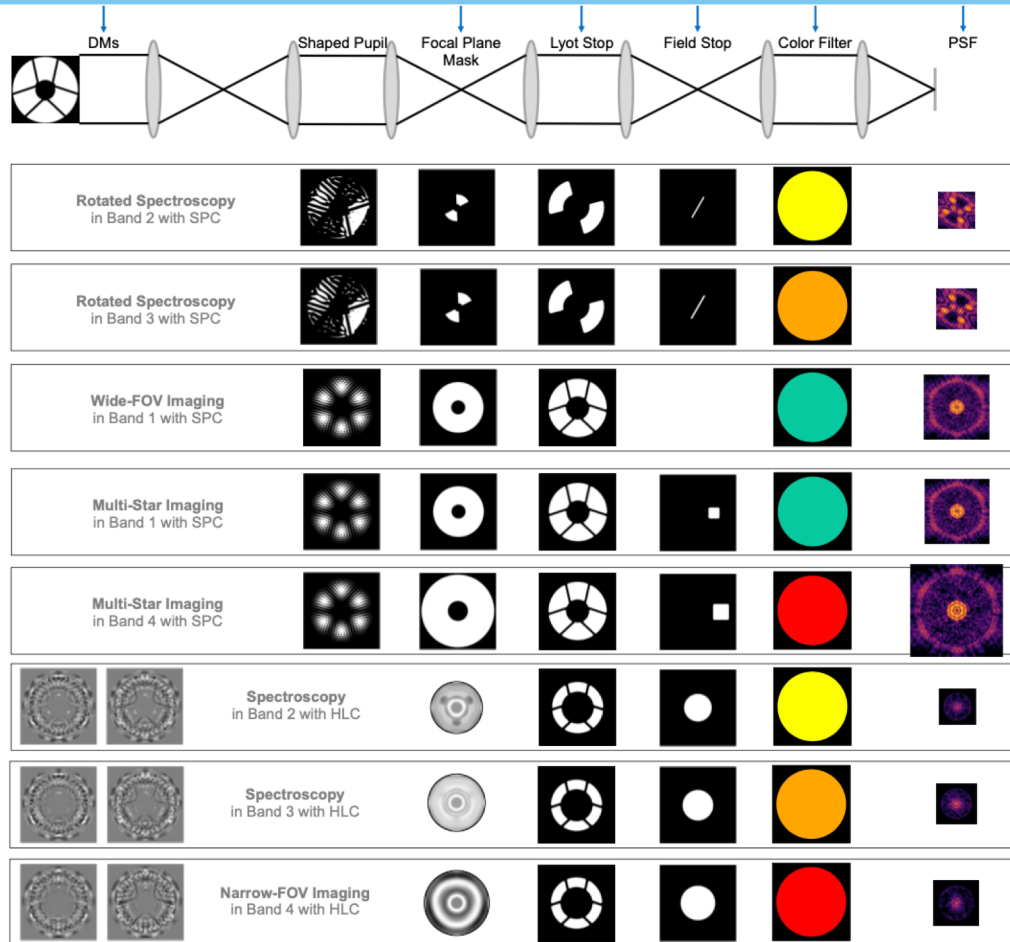 DMs
Shaped Pupil
Focal Plane
Mask
Lyot Stop
Field Stop
Color Filter
PSF
Rotated Spectroscopy
in Band 2 with SPC
Rotated Spectroscopy
in Band 3 with SPC
Wide-FOV Imaging
in Band 1 with SPC
Multi-Star Imaging
in Band 1 with SPC
Multi-Star Imaging
in Band 4 with SPC
Spectroscopy
in Band 2 with HLC
Spectroscopy
in Band 3 with HLC
Narrow-FOV Imaging
in Band 4 with HLC